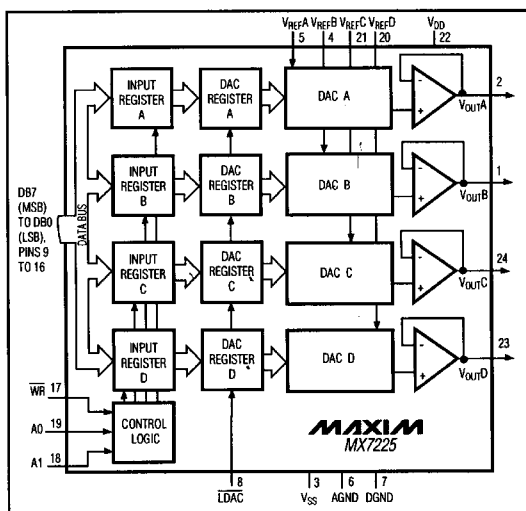 VREFA VREFB VREFC VREFD VDD
5 4 21 20 22
INPUT REGISTER A
DAC REGISTER A
DAC A
-
+
2
VOUTA
INPUT REGISTER B
DAC REGISTER B
DAC B
-
+
1
VOUTB
DB7
(MSB)
TO DB0
(LSB),
PINS 9
TO 16
DATA BUS
INPUT REGISTER C
DAC REGISTER C
DAC C
-
+
24
VOUTC
INPUT REGISTER D
DAC REGISTER D
DAC D
-
+
23
VOUTD
WR 17
A0 19
A1 18
CONTROL LOGIC
MAXIM
MX7225
8
LDAC
3 6 7
VSS AGND DGND